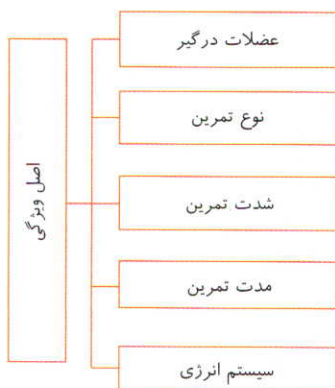 اصل ویژگی
عضلات درگیر
نوع تمرین
شدت تمرین
مدت تمرین
سیستم انرژی